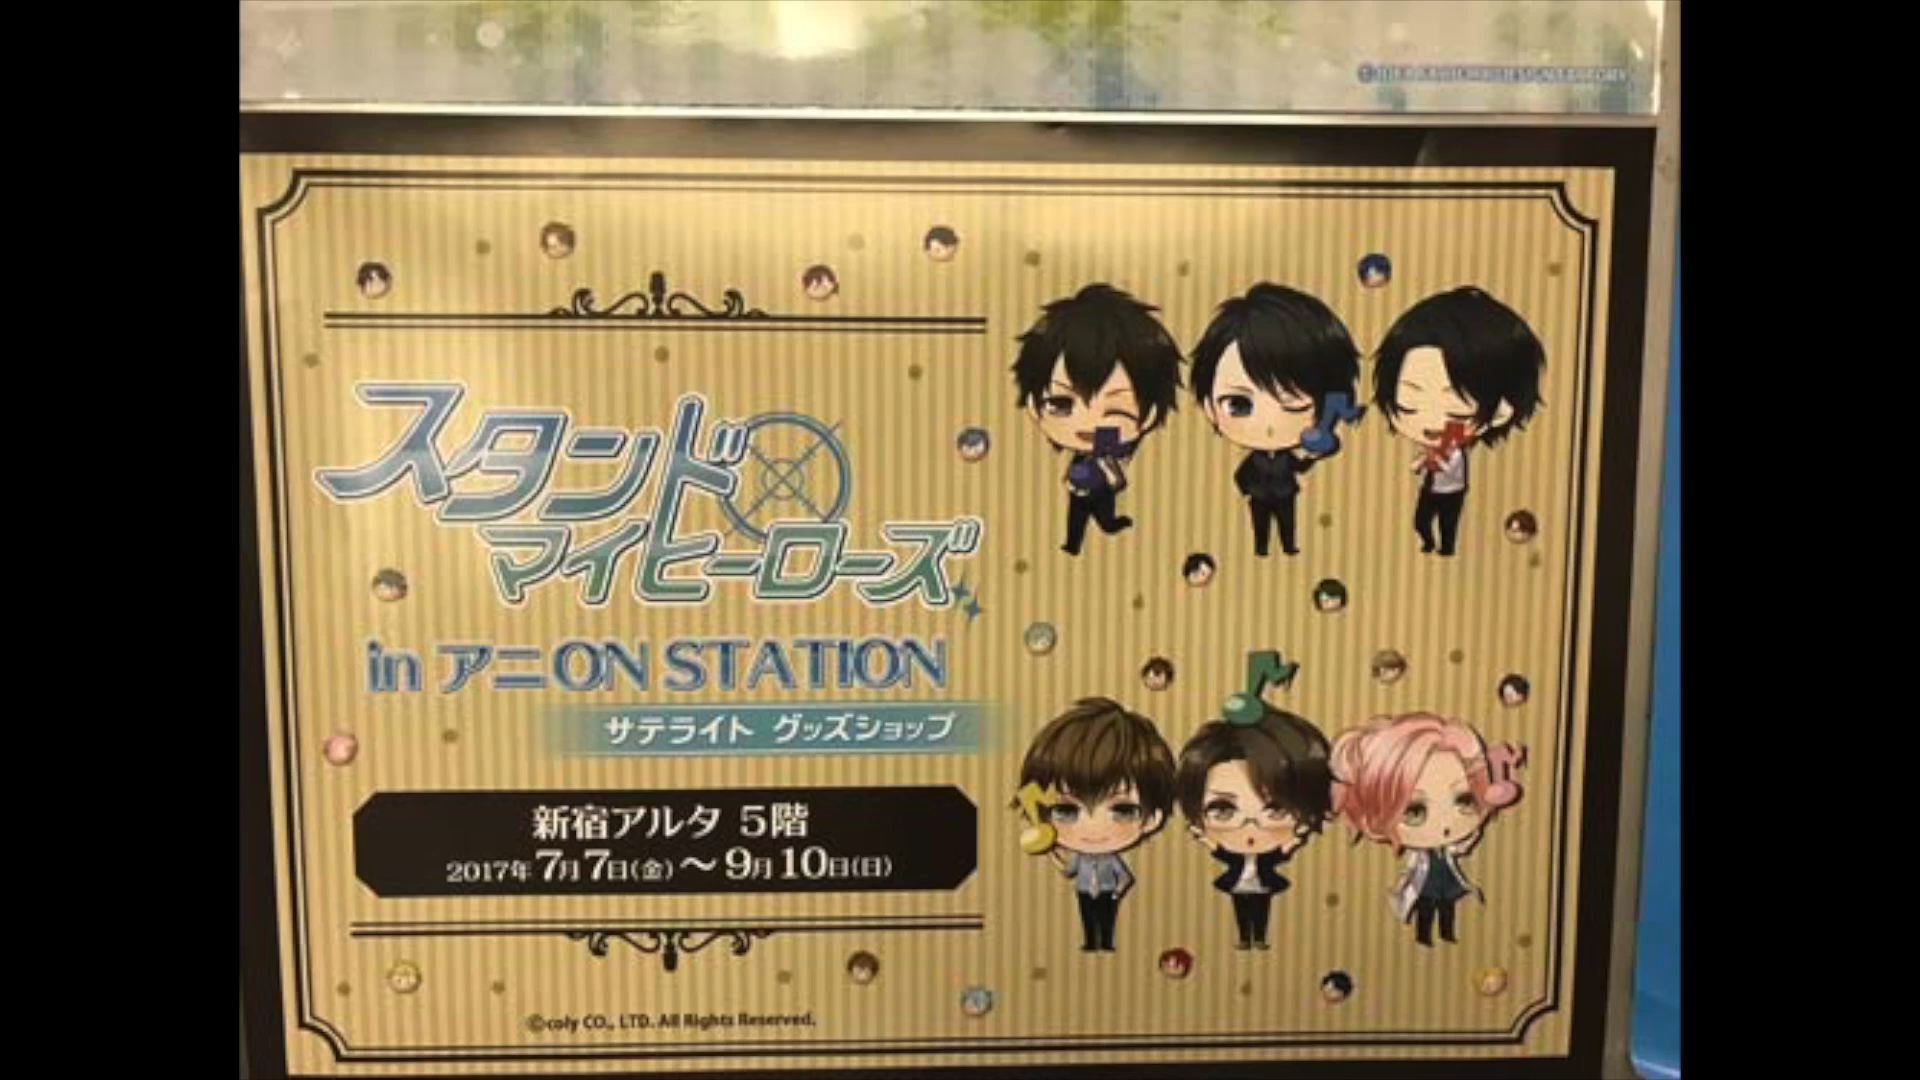 スタンド
マイヒーローズ
in アニON STATION
サテライト グッズショップ
新宿アルタ 5階
2017年7月7日(金)～9月10日(日)
©coly CO., LTD. All Rights Reserved.